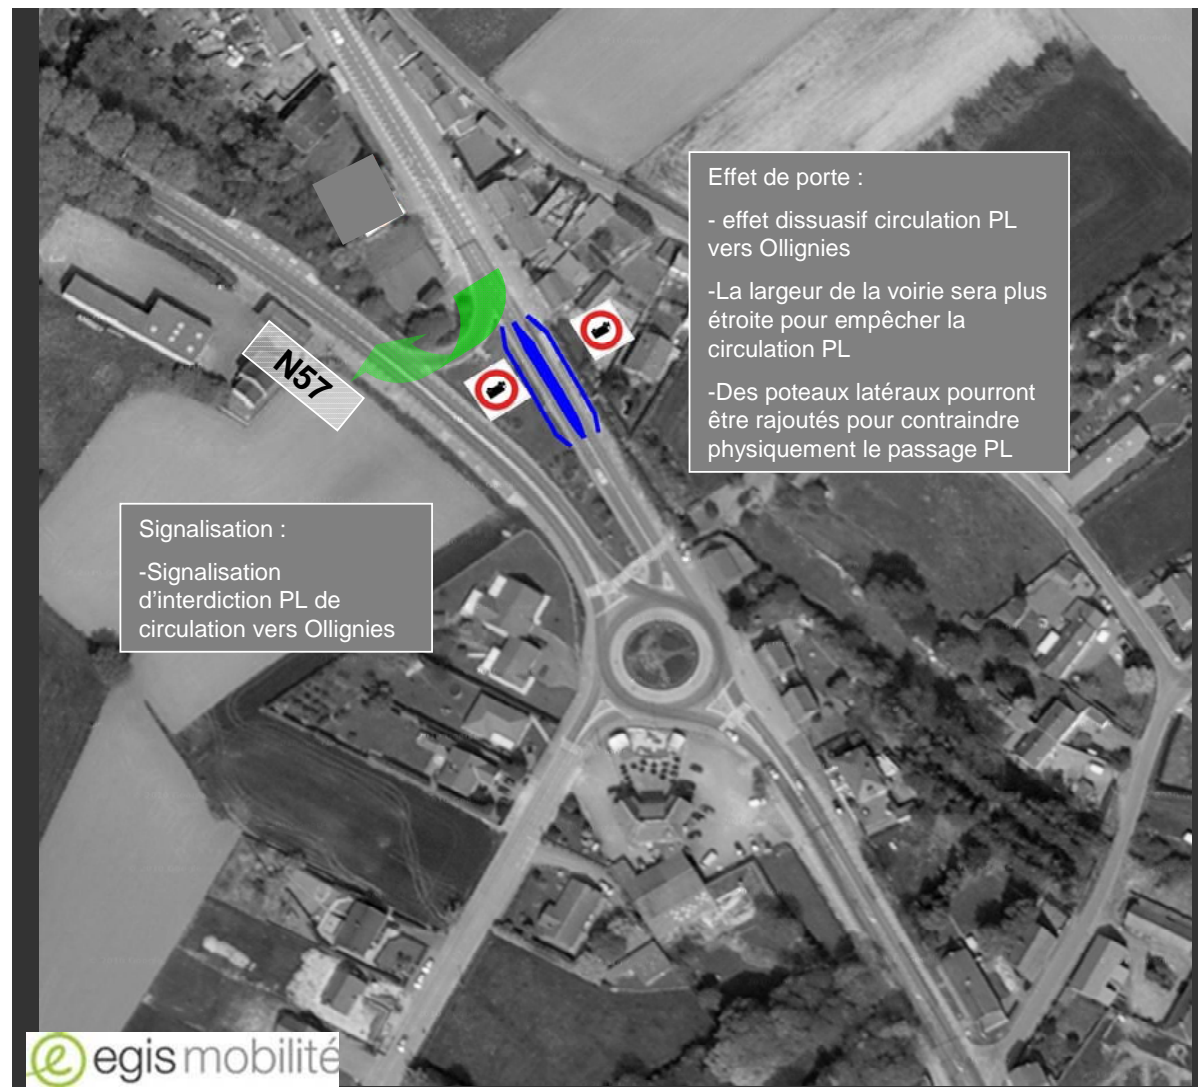 Effet de porte :
- effet dissuasif circulation PL
vers Ollignies
-La largeur de la voirie sera plus
étroite pour empêcher la
circulation PL
-Des poteaux latéraux pourront
être rajoutés pour contraindre
physiquement le passage PL
N57
Signalisation :
-Signalisation
d’interdiction PL de
circulation vers Ollignies
e egis mobilité